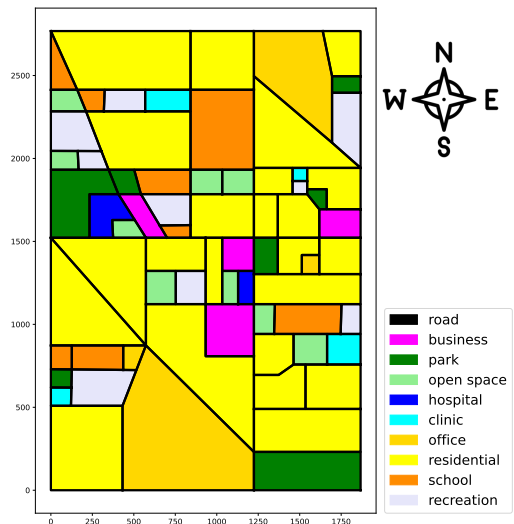 N
W E
S
2500
2000
1500
1000
500
0
0 250 500 750 1000 1250 1500 1750
road
business
park
open space
hospital
clinic
office
residential
school
recreation